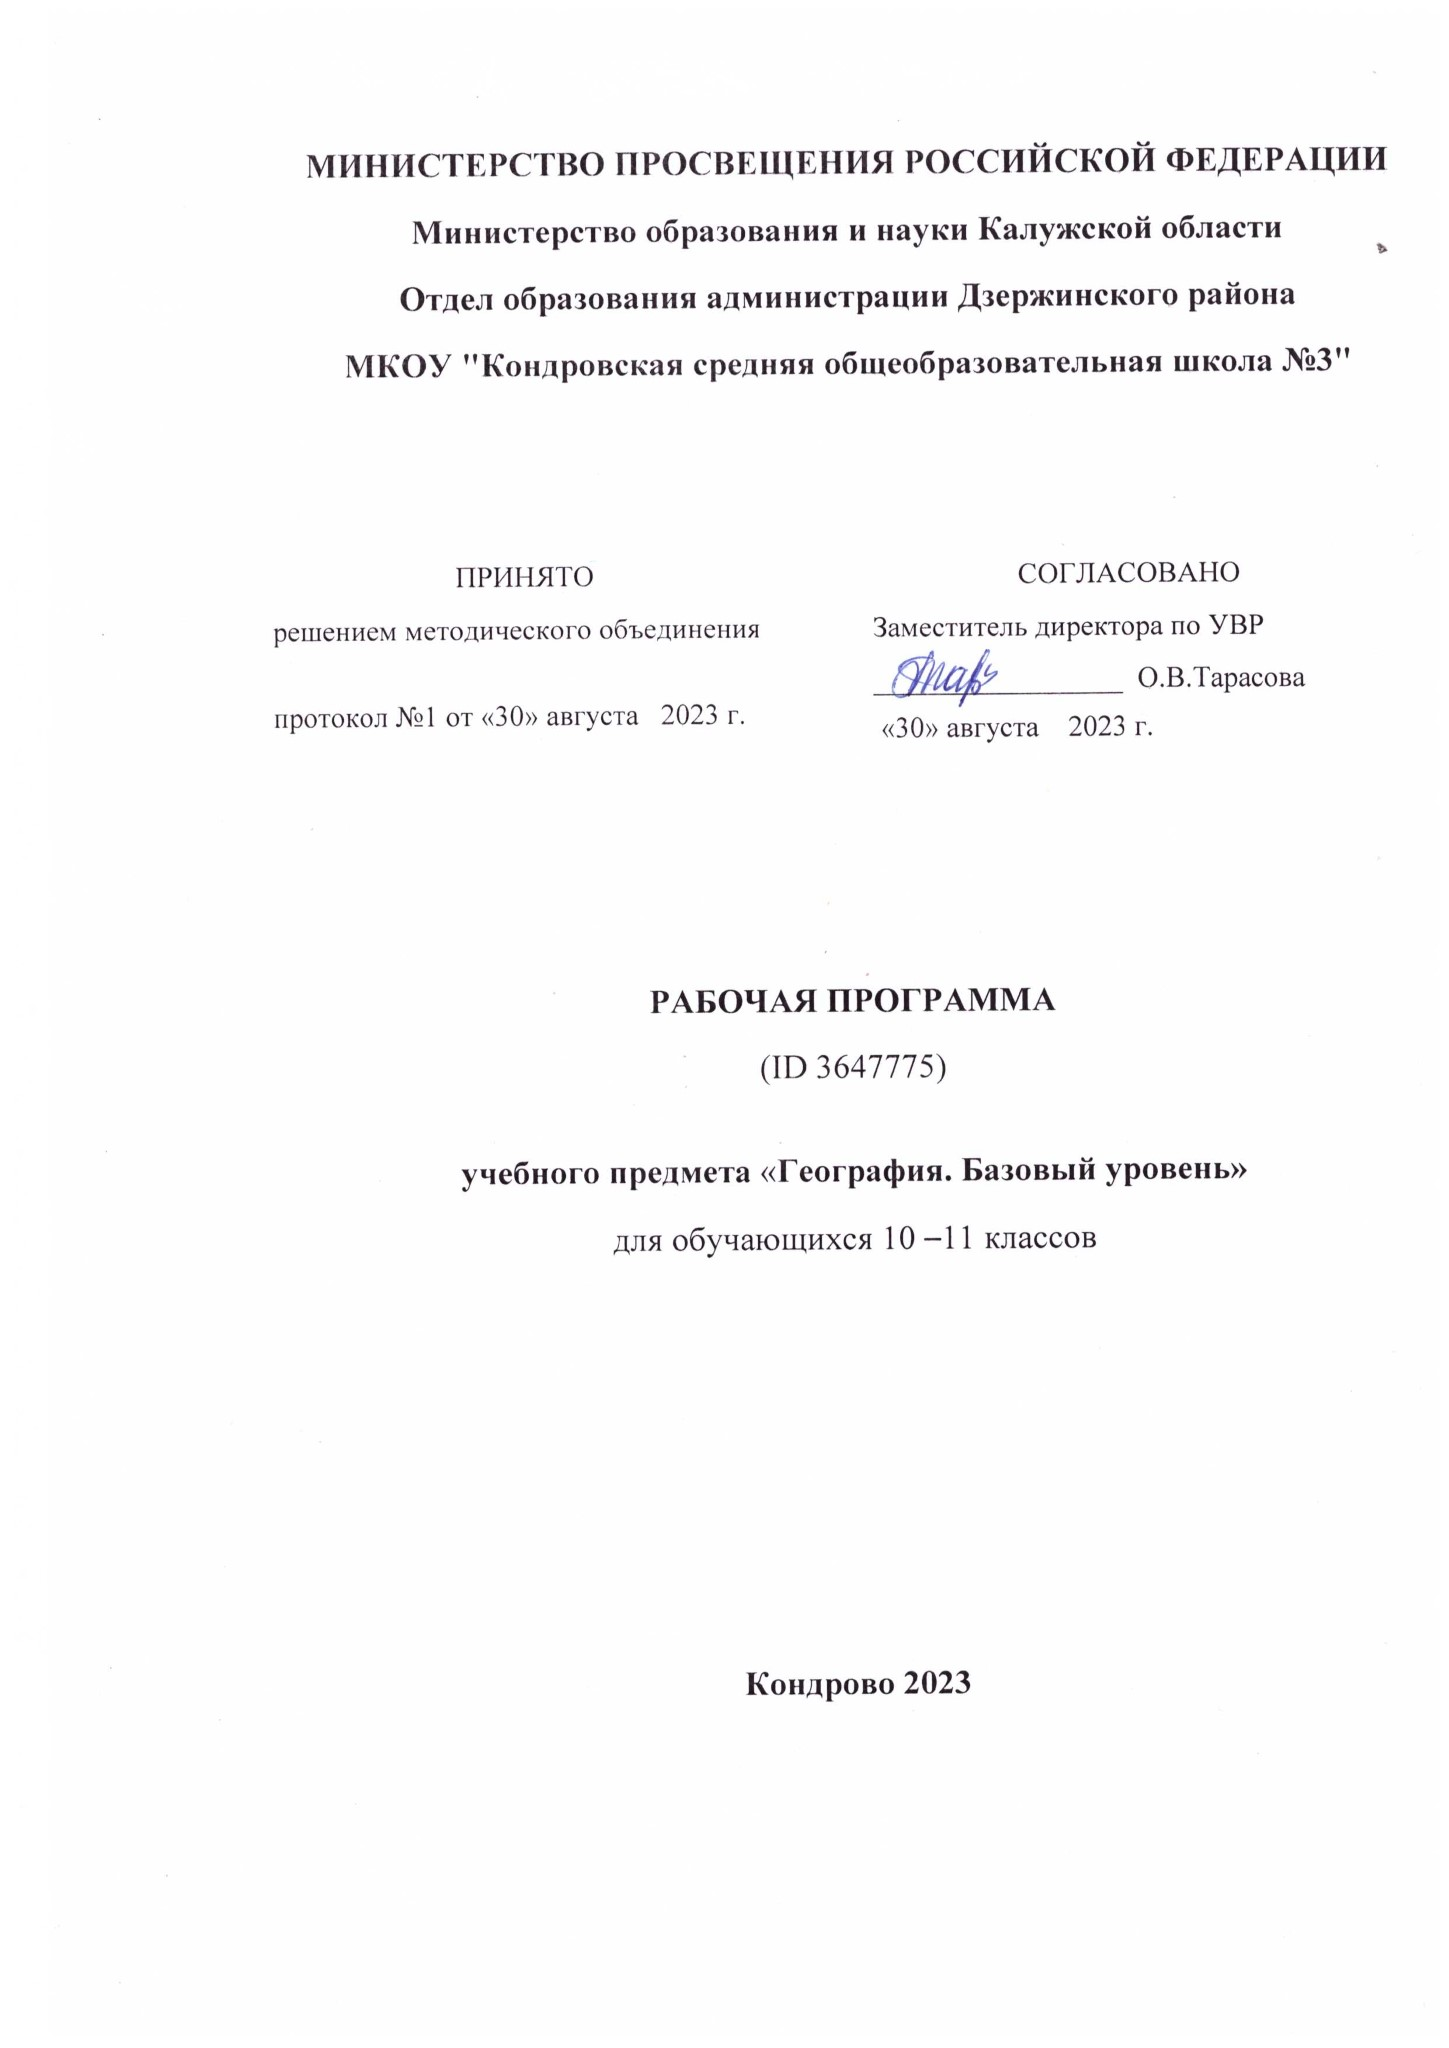 МИНИСТЕРСТВО ПРОСВЕЩЕНИЯ РОССИЙСКОЙ ФЕДЕРАЦИИ
Министерство образования и науки Калужской области
Отдел образования администрации Дзержинского района
МКОУ "Кондровская средняя общеобразовательная школа №3"
ПРИНЯТО
решением методического объединения
протокол №1 от «30» августа 2023 г.
СОГЛАСОВАНО
Заместитель директора по УВР
О.В.Тарасова
«30» августа 2023 г.
РАБОЧАЯ ПРОГРАММА
(ID 3647775)
учебного предмета «География. Базовый уровень»
для обучающихся 10 –11 классов
Кондрово 2023